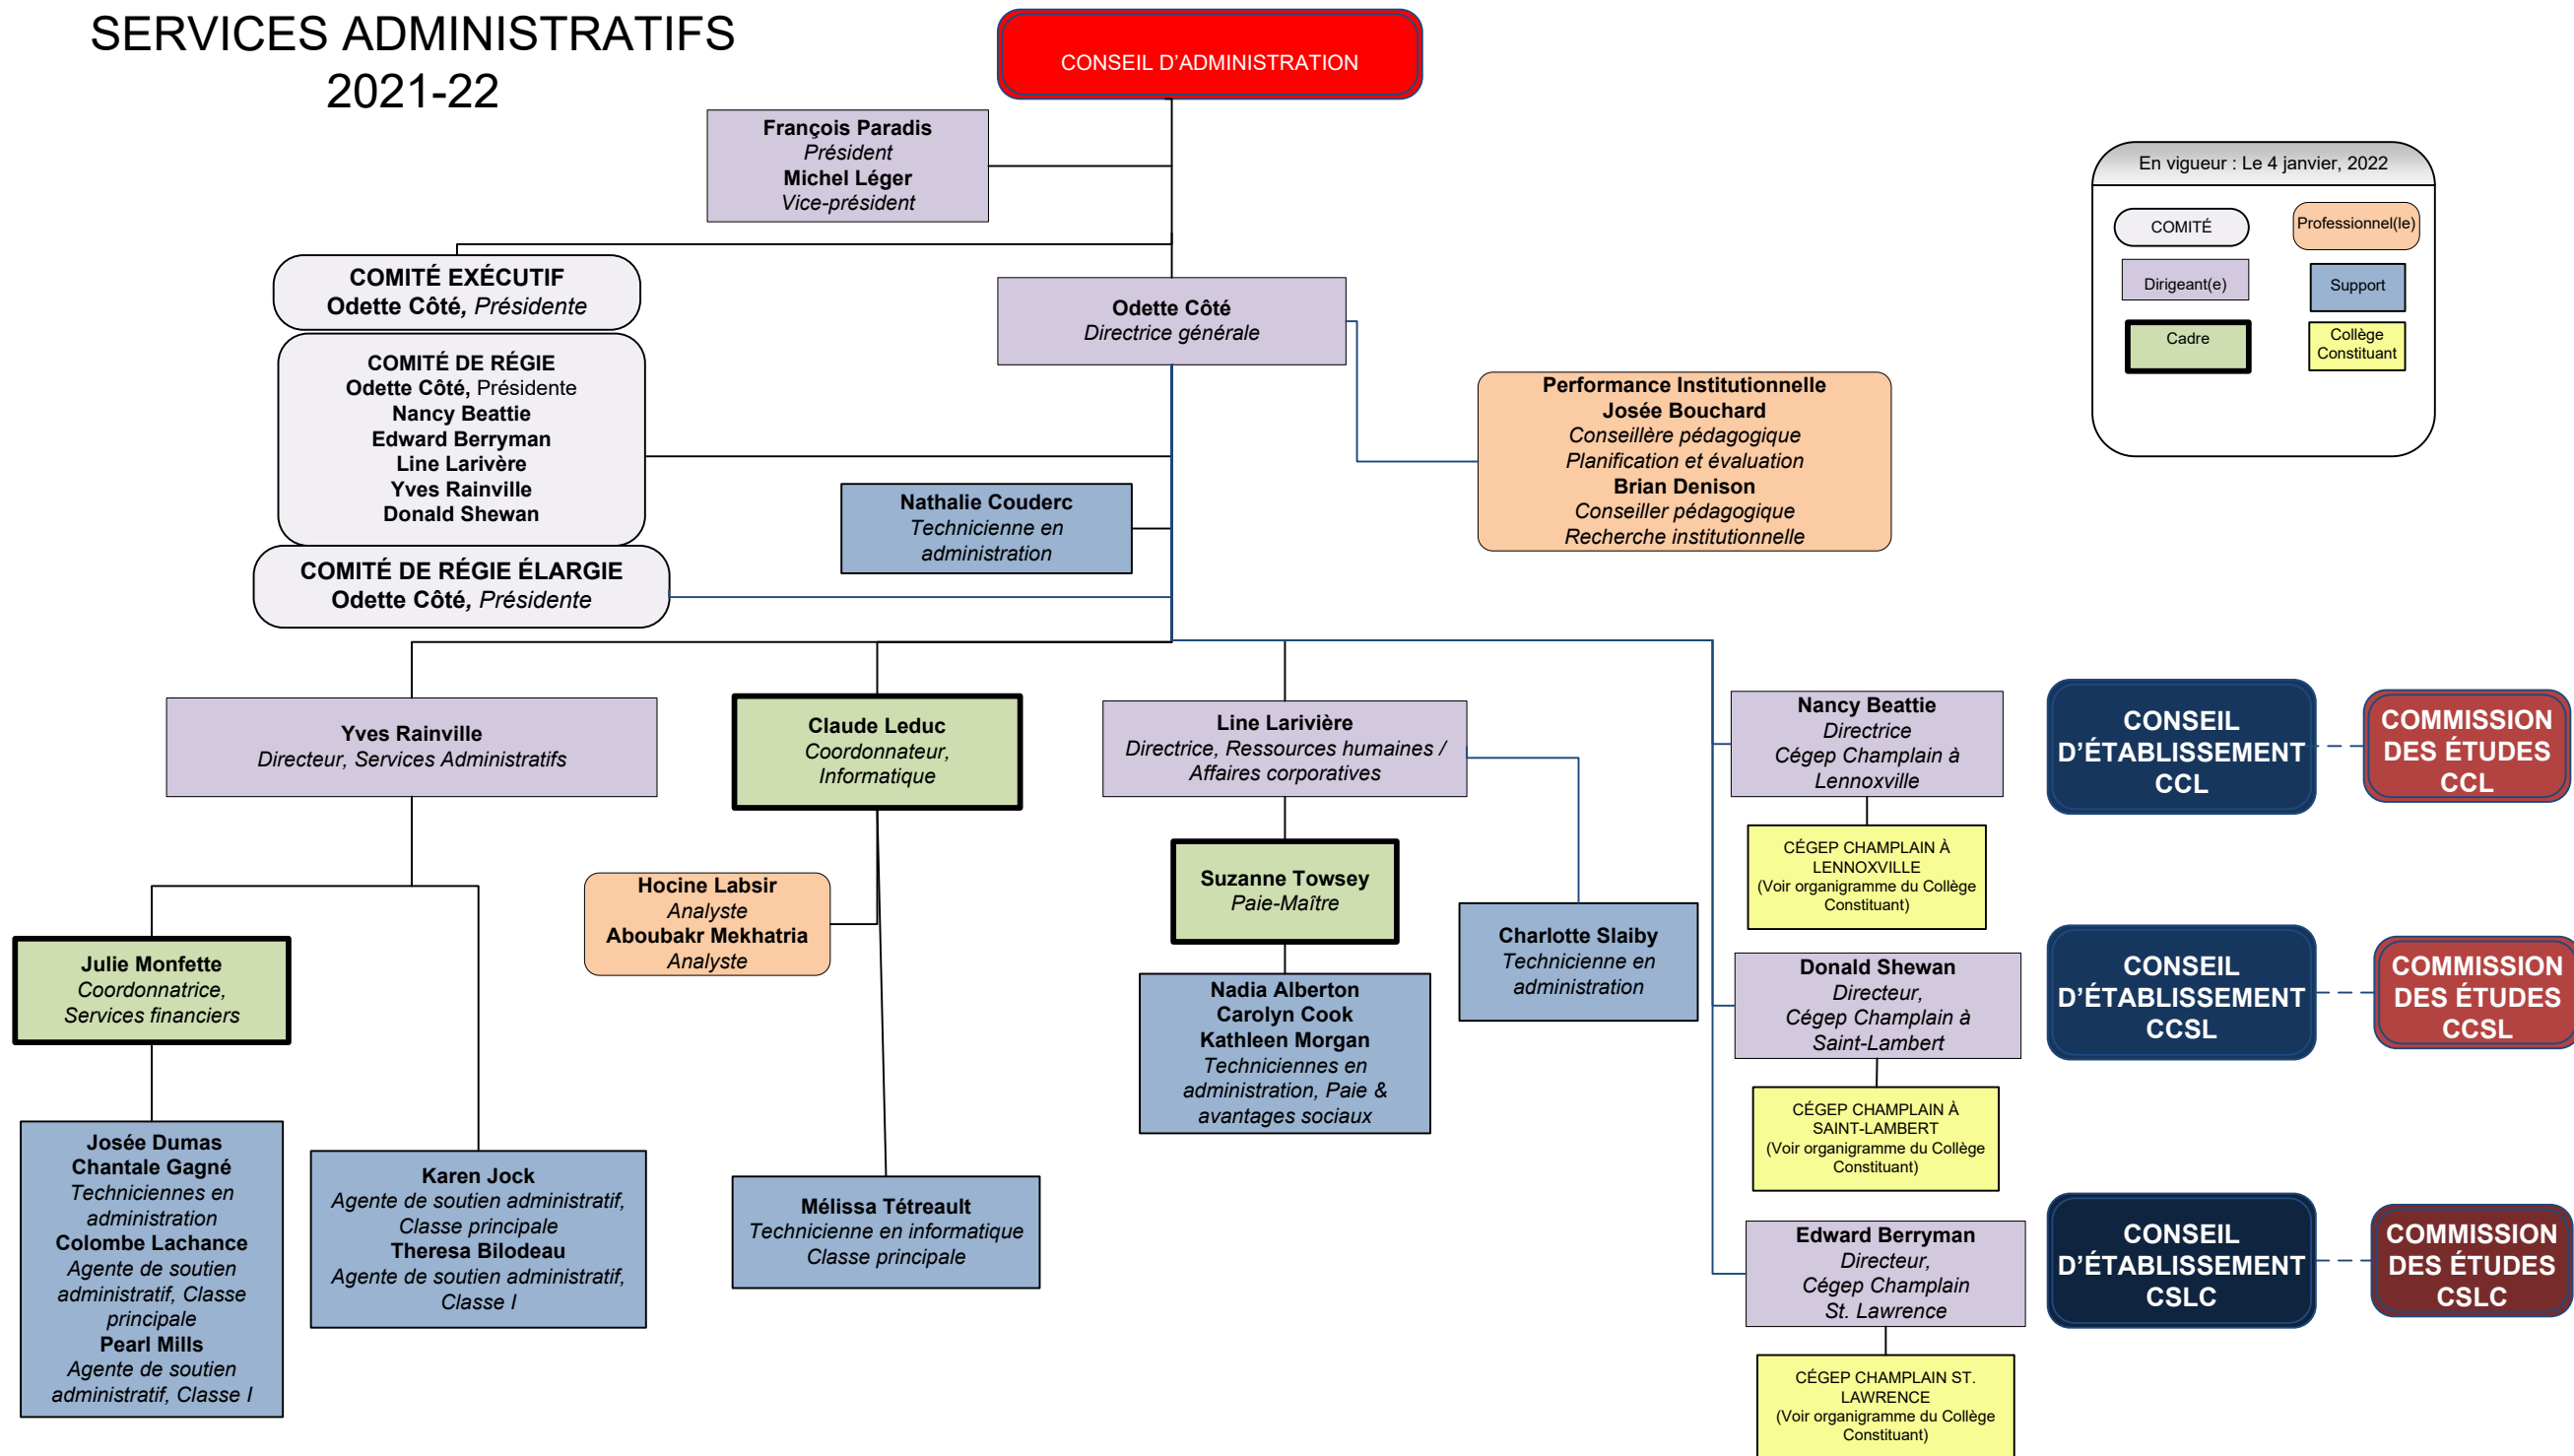 SERVICES ADMINISTRATIFS
2021-22
CONSEIL D’ADMINISTRATION
François Paradis
Président
Michel Léger
Vice-président
En vigueur : Le 4 janvier, 2022
COMITÉ
Professionnel(le)
Dirigeant(e)
Support
Cadre
Collège
Constituant
COMITÉ EXÉCUTIF
Odette Côté, Présidente
Odette Côté
Directrice générale
COMITÉ DE RÉGIE
Odette Côté, Présidente
Nancy Beattie
Edward Berryman
Line Larivère
Yves Rainville
Donald Shewan
Performance Institutionnelle
Josée Bouchard
Conseillère pédagogique
Planification et évaluation
Brian Denison
Conseiller pédagogique
Recherche institutionnelle
Nathalie Couderc
Technicienne en
administration
COMITÉ DE RÉGIE ÉLARGIE
Odette Côté, Présidente
Yves Rainville
Directeur, Services Administratifs
Claude Leduc
Coordonnateur,
Informatique
Line Larivière
Directrice, Ressources humaines /
Affaires corporatives
Nancy Beattie
Directrice
Cégep Champlain à
Lennoxville
CONSEIL
D’ÉTABLISSEMENT
CCL
COMMISSION
DES ÉTUDES
CCL
CÉGEP CHAMPLAIN À
LENNOXVILLE
(Voir organigramme du Collège
Constituant)
Hocine Labsir
Analyste
Aboubakr Mekhatria
Analyste
Suzanne Towsey
Paie-Maître
Charlotte Slaiby
Technicienne en
administration
Julie Monfette
Coordonnatrice,
Services financiers
Nadia Alberton
Carolyn Cook
Kathleen Morgan
Techniciennes en
administration, Paie &
avantages sociaux
Donald Shewan
Directeur,
Cégep Champlain à
Saint-Lambert
CONSEIL
D’ÉTABLISSEMENT
CCSL
COMMISSION
DES ÉTUDES
CCSL
CÉGEP CHAMPLAIN À
SAINT-LAMBERT
(Voir organigramme du Collège
Constituant)
Josée Dumas
Chantale Gagné
Techniciennes en
administration
Colombe Lachance
Agente de soutien
administratif, Classe
principale
Pearl Mills
Agente de soutien
administratif, Classe I
Karen Jock
Agente de soutien administratif,
Classe principale
Theresa Bilodeau
Agente de soutien administratif,
Classe I
Mélissa Tétreault
Technicienne en informatique
Classe principale
Edward Berryman
Directeur,
Cégep Champlain
St. Lawrence
CONSEIL
D’ÉTABLISSEMENT
CSLC
COMMISSION
DES ÉTUDES
CSLC
CÉGEP CHAMPLAIN ST.
LAWRENCE
(Voir organigramme du Collège
Constituant)